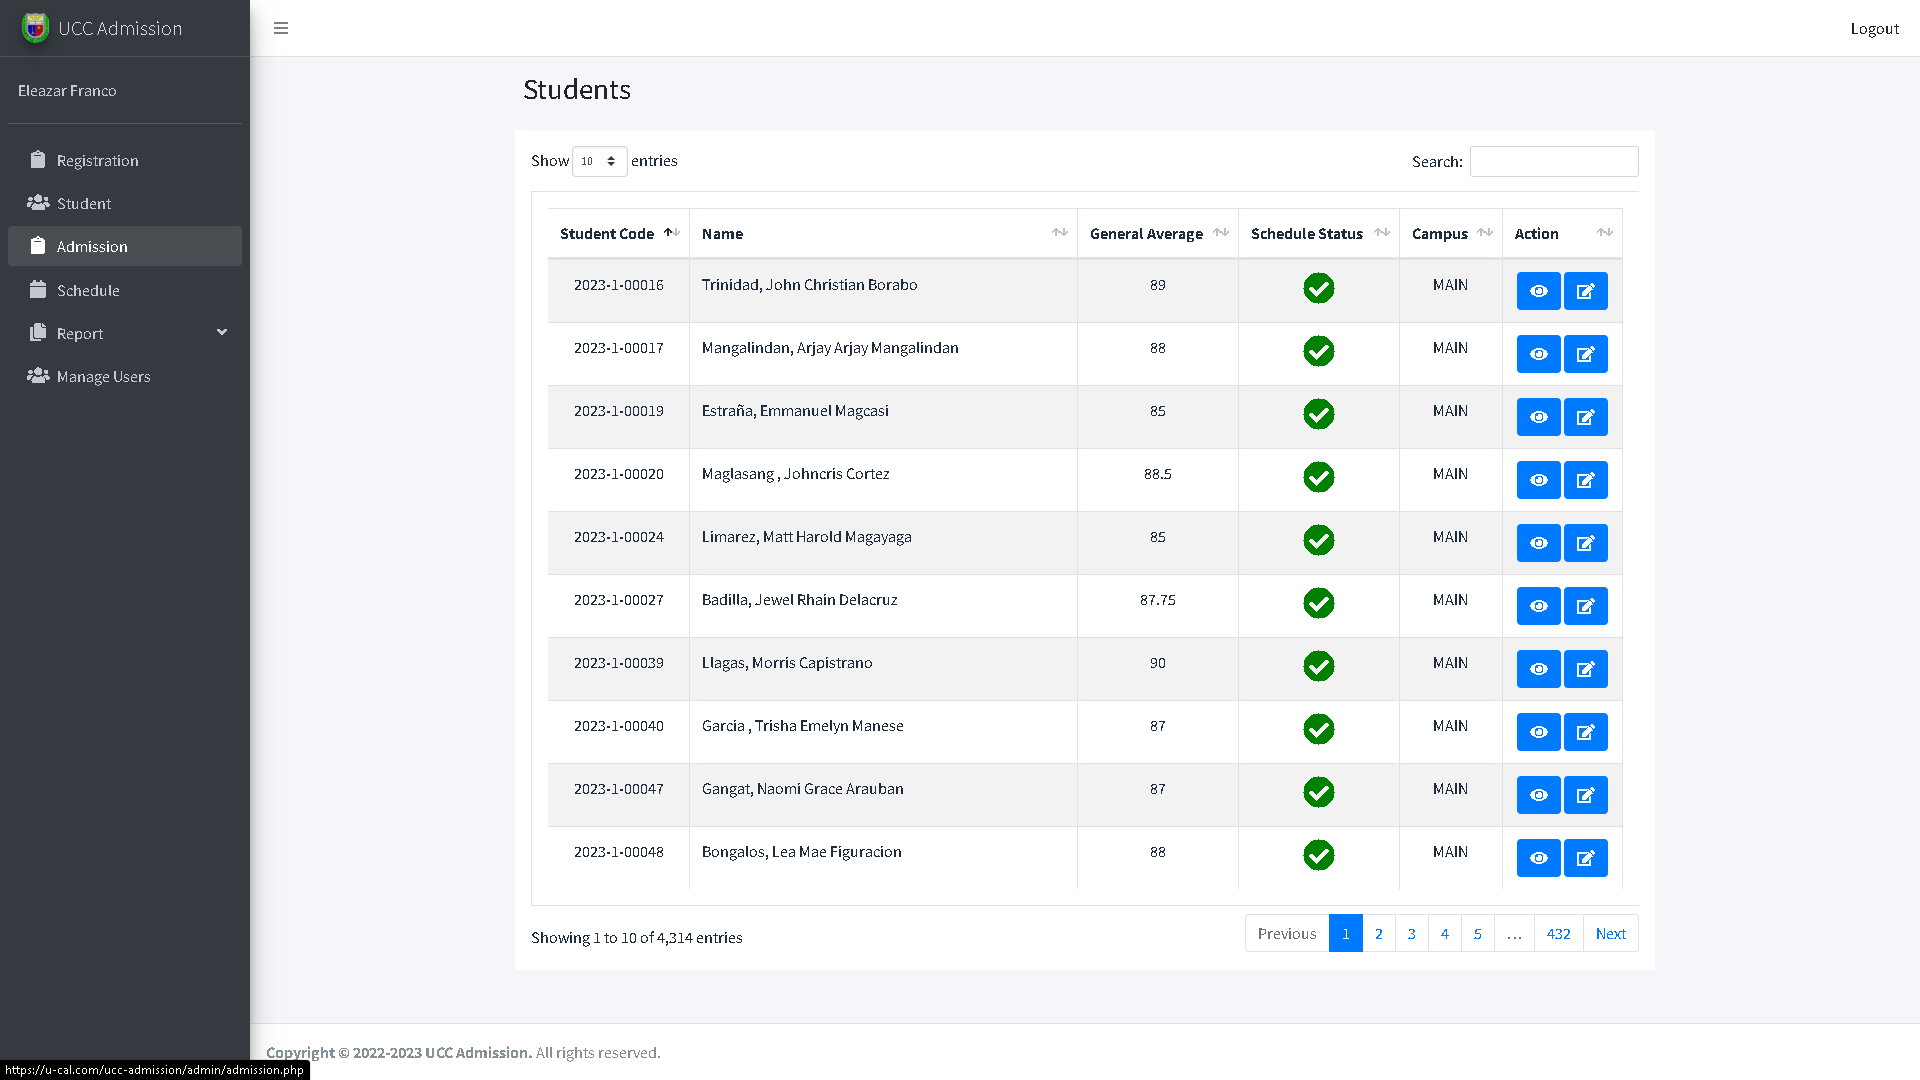 UCC Admission
Logout
Eleazar Franco
Registration
Student
Admission
Schedule
Report
Manage Users
Students
Show 10 entries
Search:
Student Code Name General Average Schedule Status Campus Action
2023-1-00016 Trinidad, John Christian Borabo 89 MAIN
2023-1-00017 Mangalindan, Arjay Arjay Mangalindan 88 MAIN
2023-1-00019 Estraña, Emmanuel Magcasi 85 MAIN
2023-1-00020 Maglasang , Johncris Cortez 88.5 MAIN
2023-1-00024 Limarez, Matt Harold Magayaga 85 MAIN
2023-1-00027 Badilla, Jewel Rhain Delacruz 87.75 MAIN
2023-1-00039 Llagas, Morris Capistrano 90 MAIN
2023-1-00040 Garcia , Trisha Emelyn Manese 87 MAIN
2023-1-00047 Gangat, Naomi Grace Arauban 87 MAIN
2023-1-00048 Bongalos, Lea Mae Figuracion 88 MAIN
Showing 1 to 10 of 4,314 entries
Previous 1 2 3 4 5 … 432 Next
Copyright © 2022-2023 UCC Admission. All rights reserved.
https://u-cal.com/ucc-admission/admin/admission.php